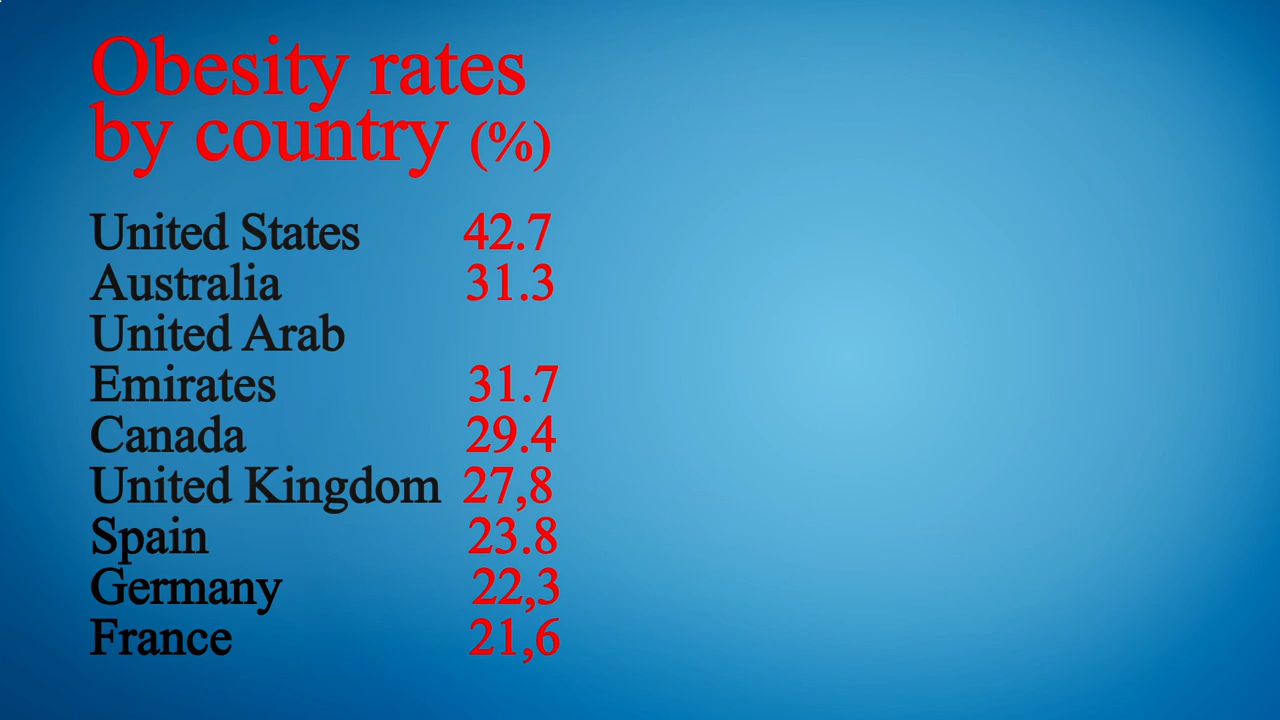 Obesity rates
by country (%)
United States 42.7
Australia 31.3
United Arab
Emirates 31.7
Canada 29.4
United Kingdom 27,8
Spain 23.8
Germany 22,3
France 21,6